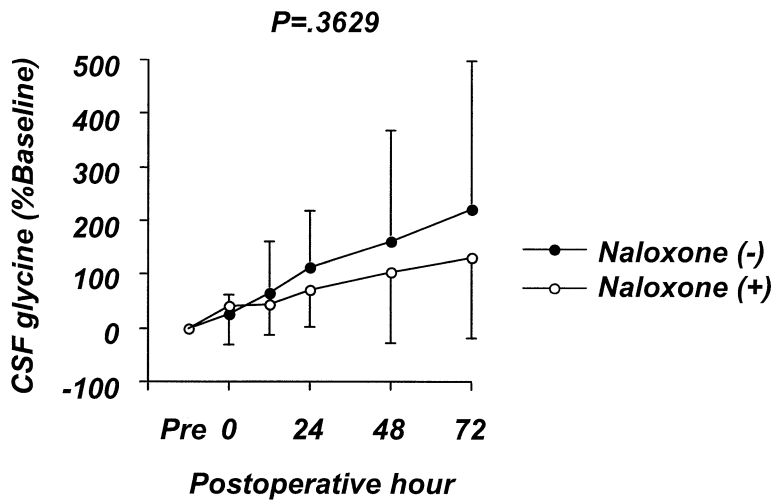 P=.3629
CSF glycine (%Baseline)
500
400
300
200
100
0
-100
Pre 0 24 48 72
Postoperative hour
Naloxone (-)
Naloxone (+)